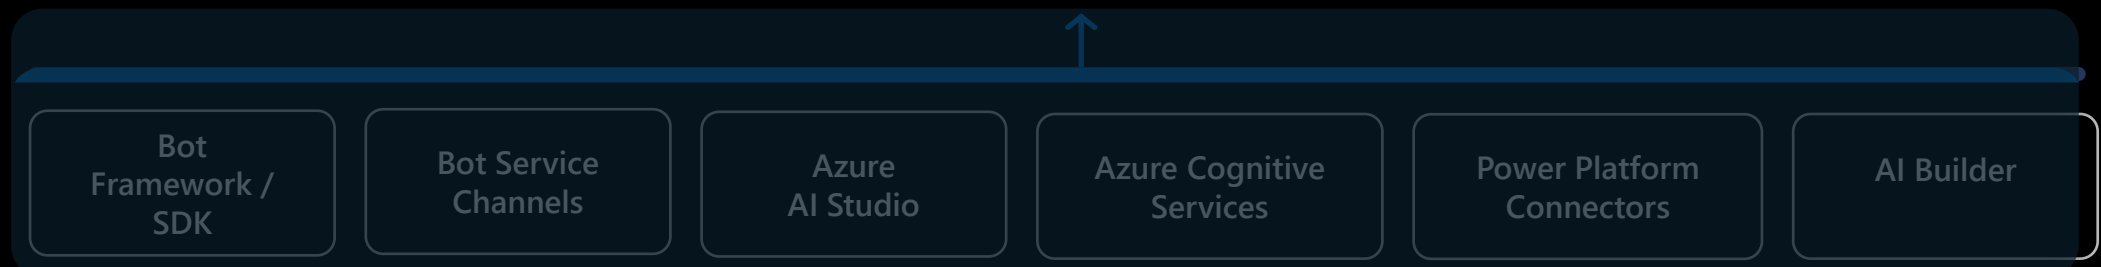 Bot
Framework /
SDK
Bot Service
Channels
Azure
AI Studio
Azure Cognitive
Services
Power Platform
Connectors
AI Builder